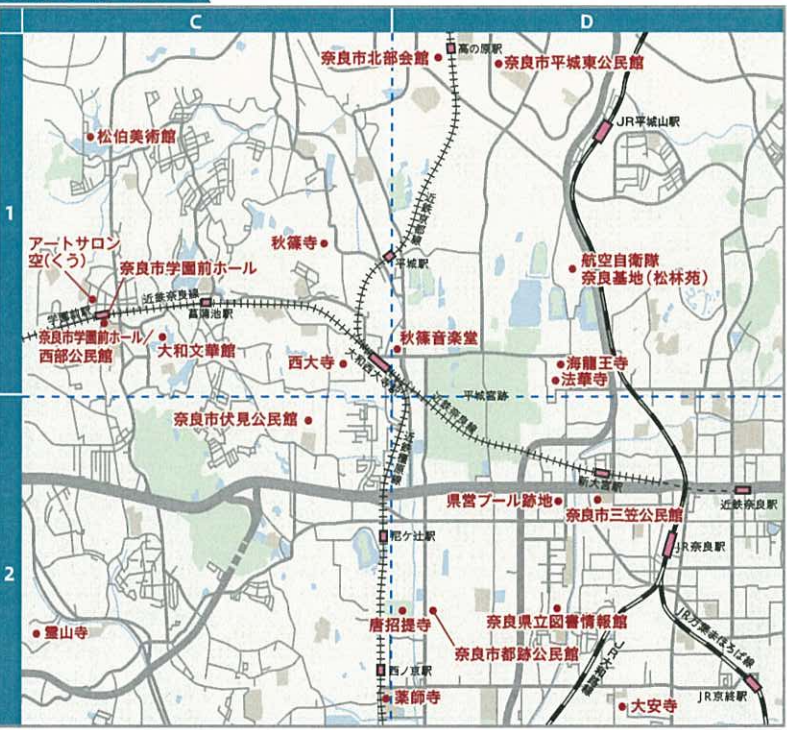 C
D
1
2
奈良市北部会館
高の原駅
奈良市平城東公民館
松伯美術館
JR平城山駅
近鉄京都線
アートサロン
空(くう)
奈良市学園前ホール
秋篠寺
平城駅
航空自衛隊
奈良基地(松林苑)
学園前駅
近鉄奈良線
菖蒲池駅
奈良市学園前ホール/
西部公民館
大和文華館
西大寺
大和西大寺駅
秋篠音楽堂
海龍王寺
法華寺
平城宮跡
近鉄奈良線
奈良市伏見公民館
近鉄橿原線
新大宮駅
県営プール跡地
奈良市三笠公民館
近鉄奈良駅
尼ケ辻駅
JR奈良駅
唐招提寺
奈良市都跡公民館
奈良県立図書情報館
霊山寺
西ノ京駅
薬師寺
JR大和路線
JR万葉まほろば線
JR京終駅
大安寺